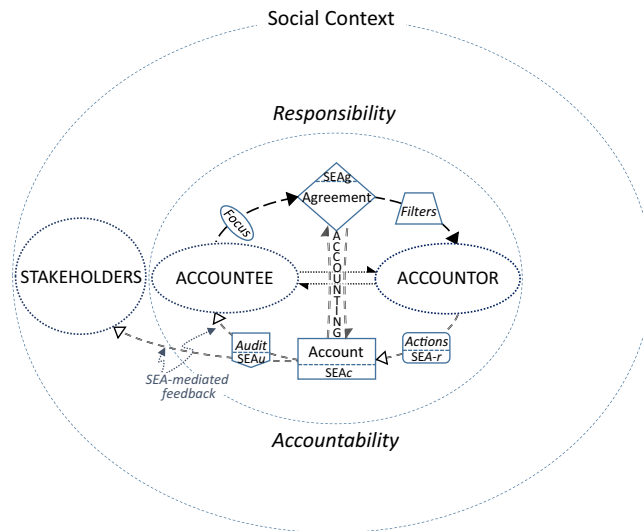 Social Context
Responsibility
SEAg
Agreement
Focus
Filters
ACCOUNTING
STAKEHOLDERS
ACCOUNTEE
ACCOUNTOR
Audit
SEAu
Account
SEAc
Actions
SEA-r
SEA-mediated
feedback
Accountability